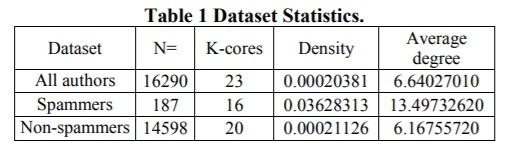 Table 1 Dataset Statistics.
Dataset N= K-cores Density Average degree
All authors 16290 23 0.00020381 6.64027010
Spammers 187 16 0.03628313 13.49732620
Non-spammers 14598 20 0.00021126 6.16755720